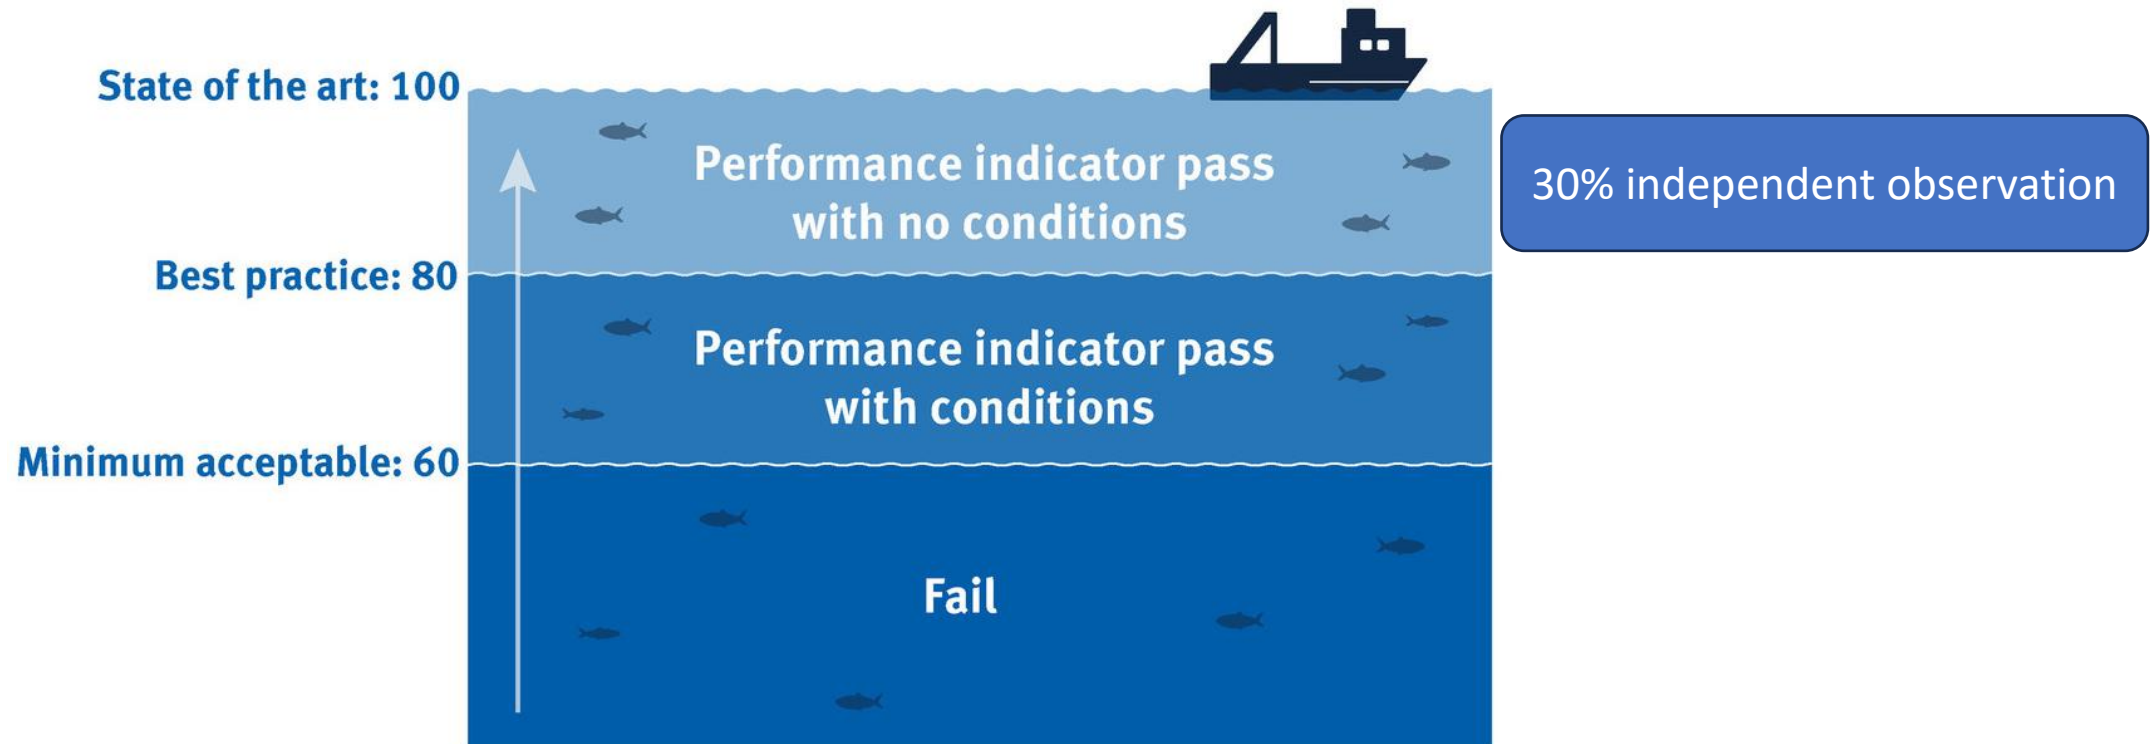 State of the art: 100
Performance indicator pass
with no conditions
30% independent observation
Best practice: 80
Performance indicator pass
with conditions
Minimum acceptable: 60
Fail